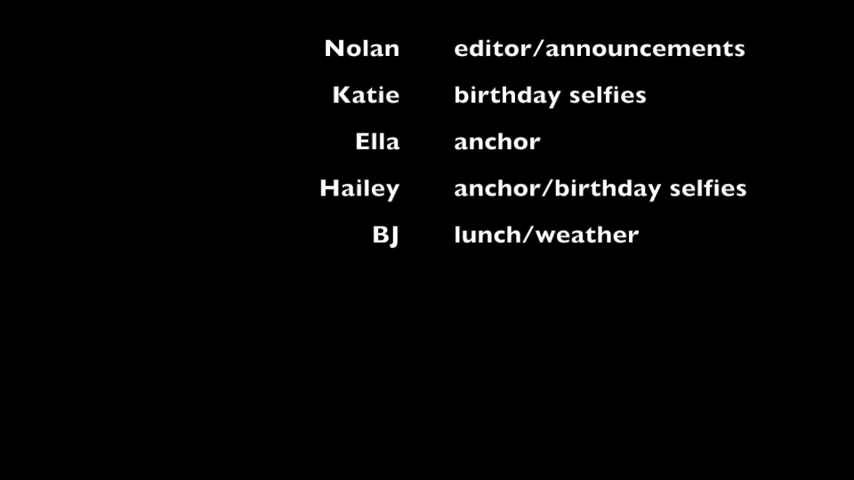 Nolan editor/announcements
Katie birthday selfies
Ella anchor
Hailey anchor/birthday selfies
BJ lunch/weather